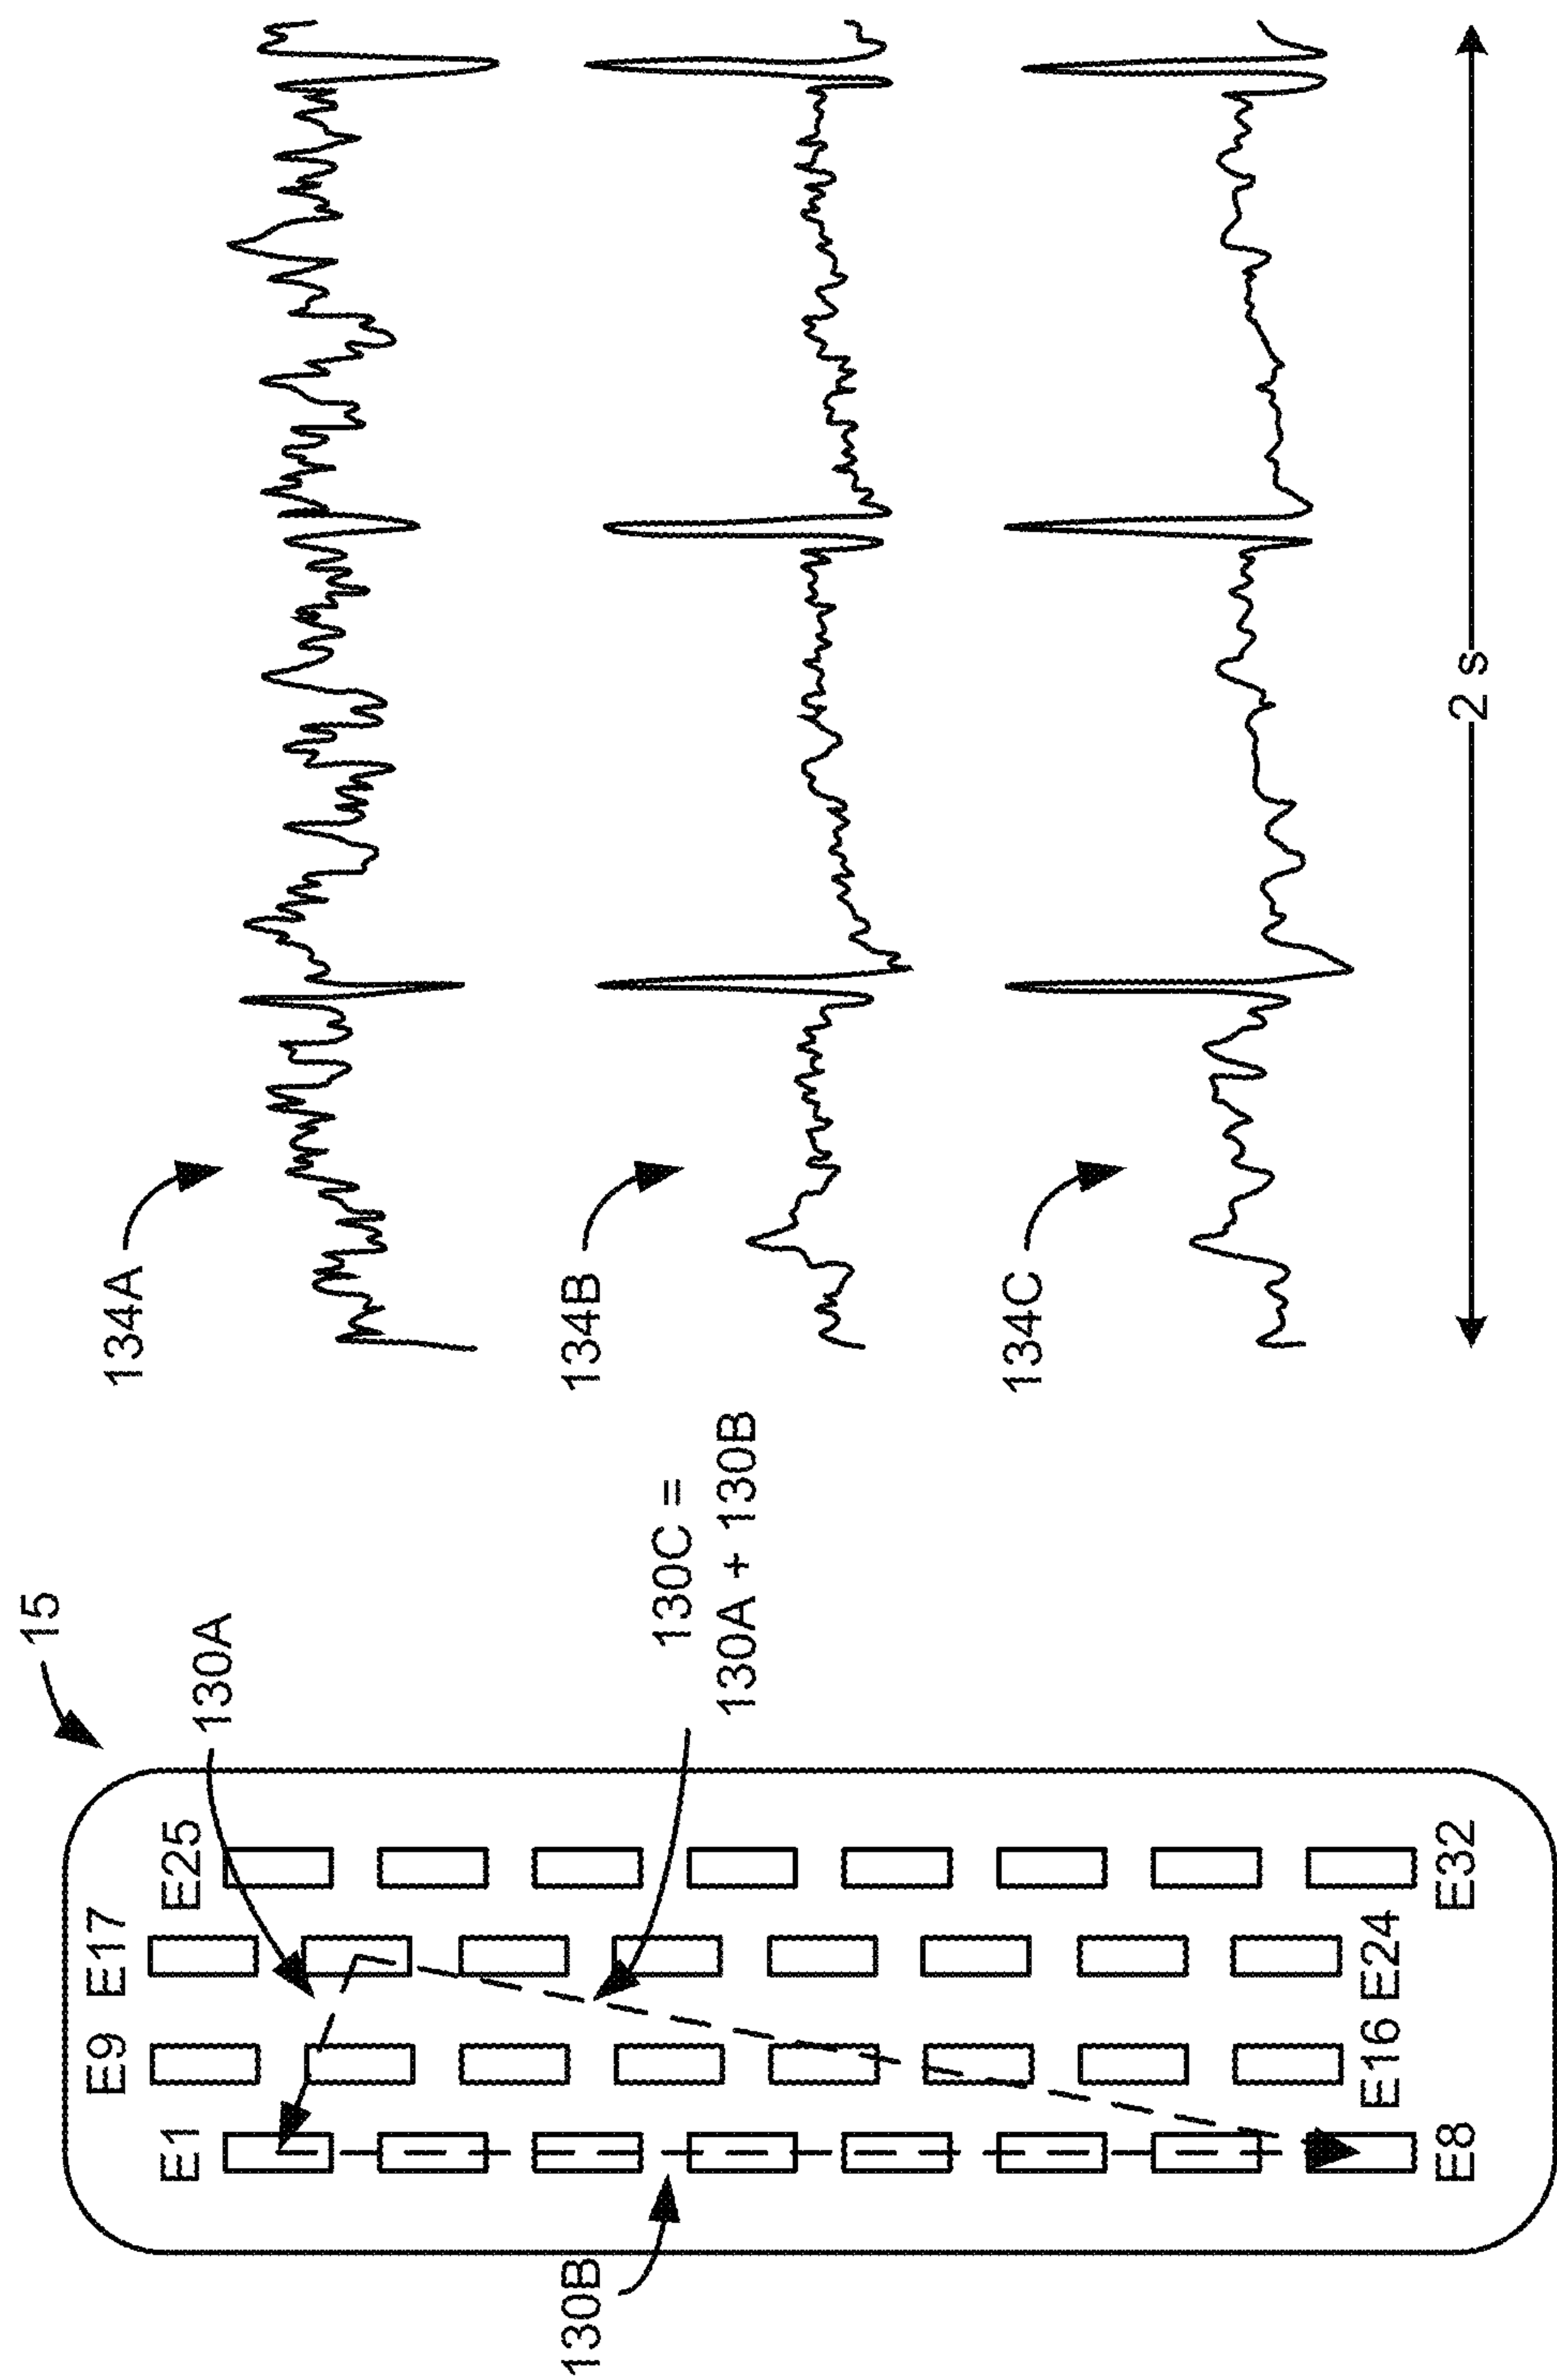 15
130A
130C =
130A + 130B
130B
E1
E9
E17
E25
E8
E16
E24
E32
134A
134B
134C
2 s